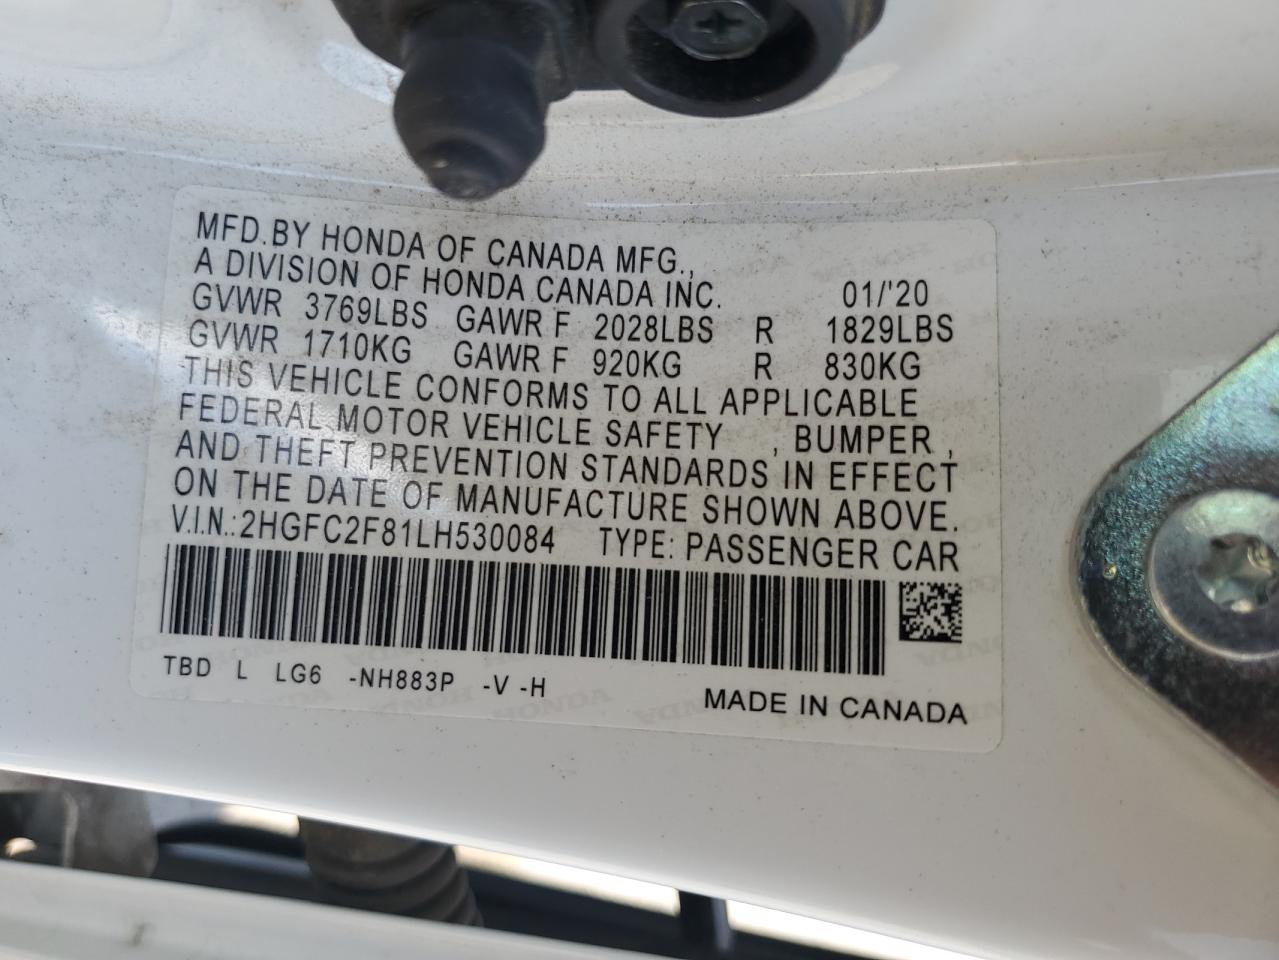 MFD.BY HONDA OF CANADA MFG.,
A DIVISION OF HONDA CANADA INC. 01/'20
GVWR 3769LBS GAWR F 2028LBS R 1829LBS
GVWR 1710KG GAWR F 920KG R 830KG
THIS VEHICLE CONFORMS TO ALL APPLICABLE
FEDERAL MOTOR VEHICLE SAFETY , BUMPER ,
AND THEFT PREVENTION STANDARDS IN EFFECT
ON THE DATE OF MANUFACTURE SHOWN ABOVE.
V.I.N.:2HGFC2F81LH530084 TYPE: PASSENGER CAR
TBD L LG6 -NH883P -V -H
MADE IN CANADA